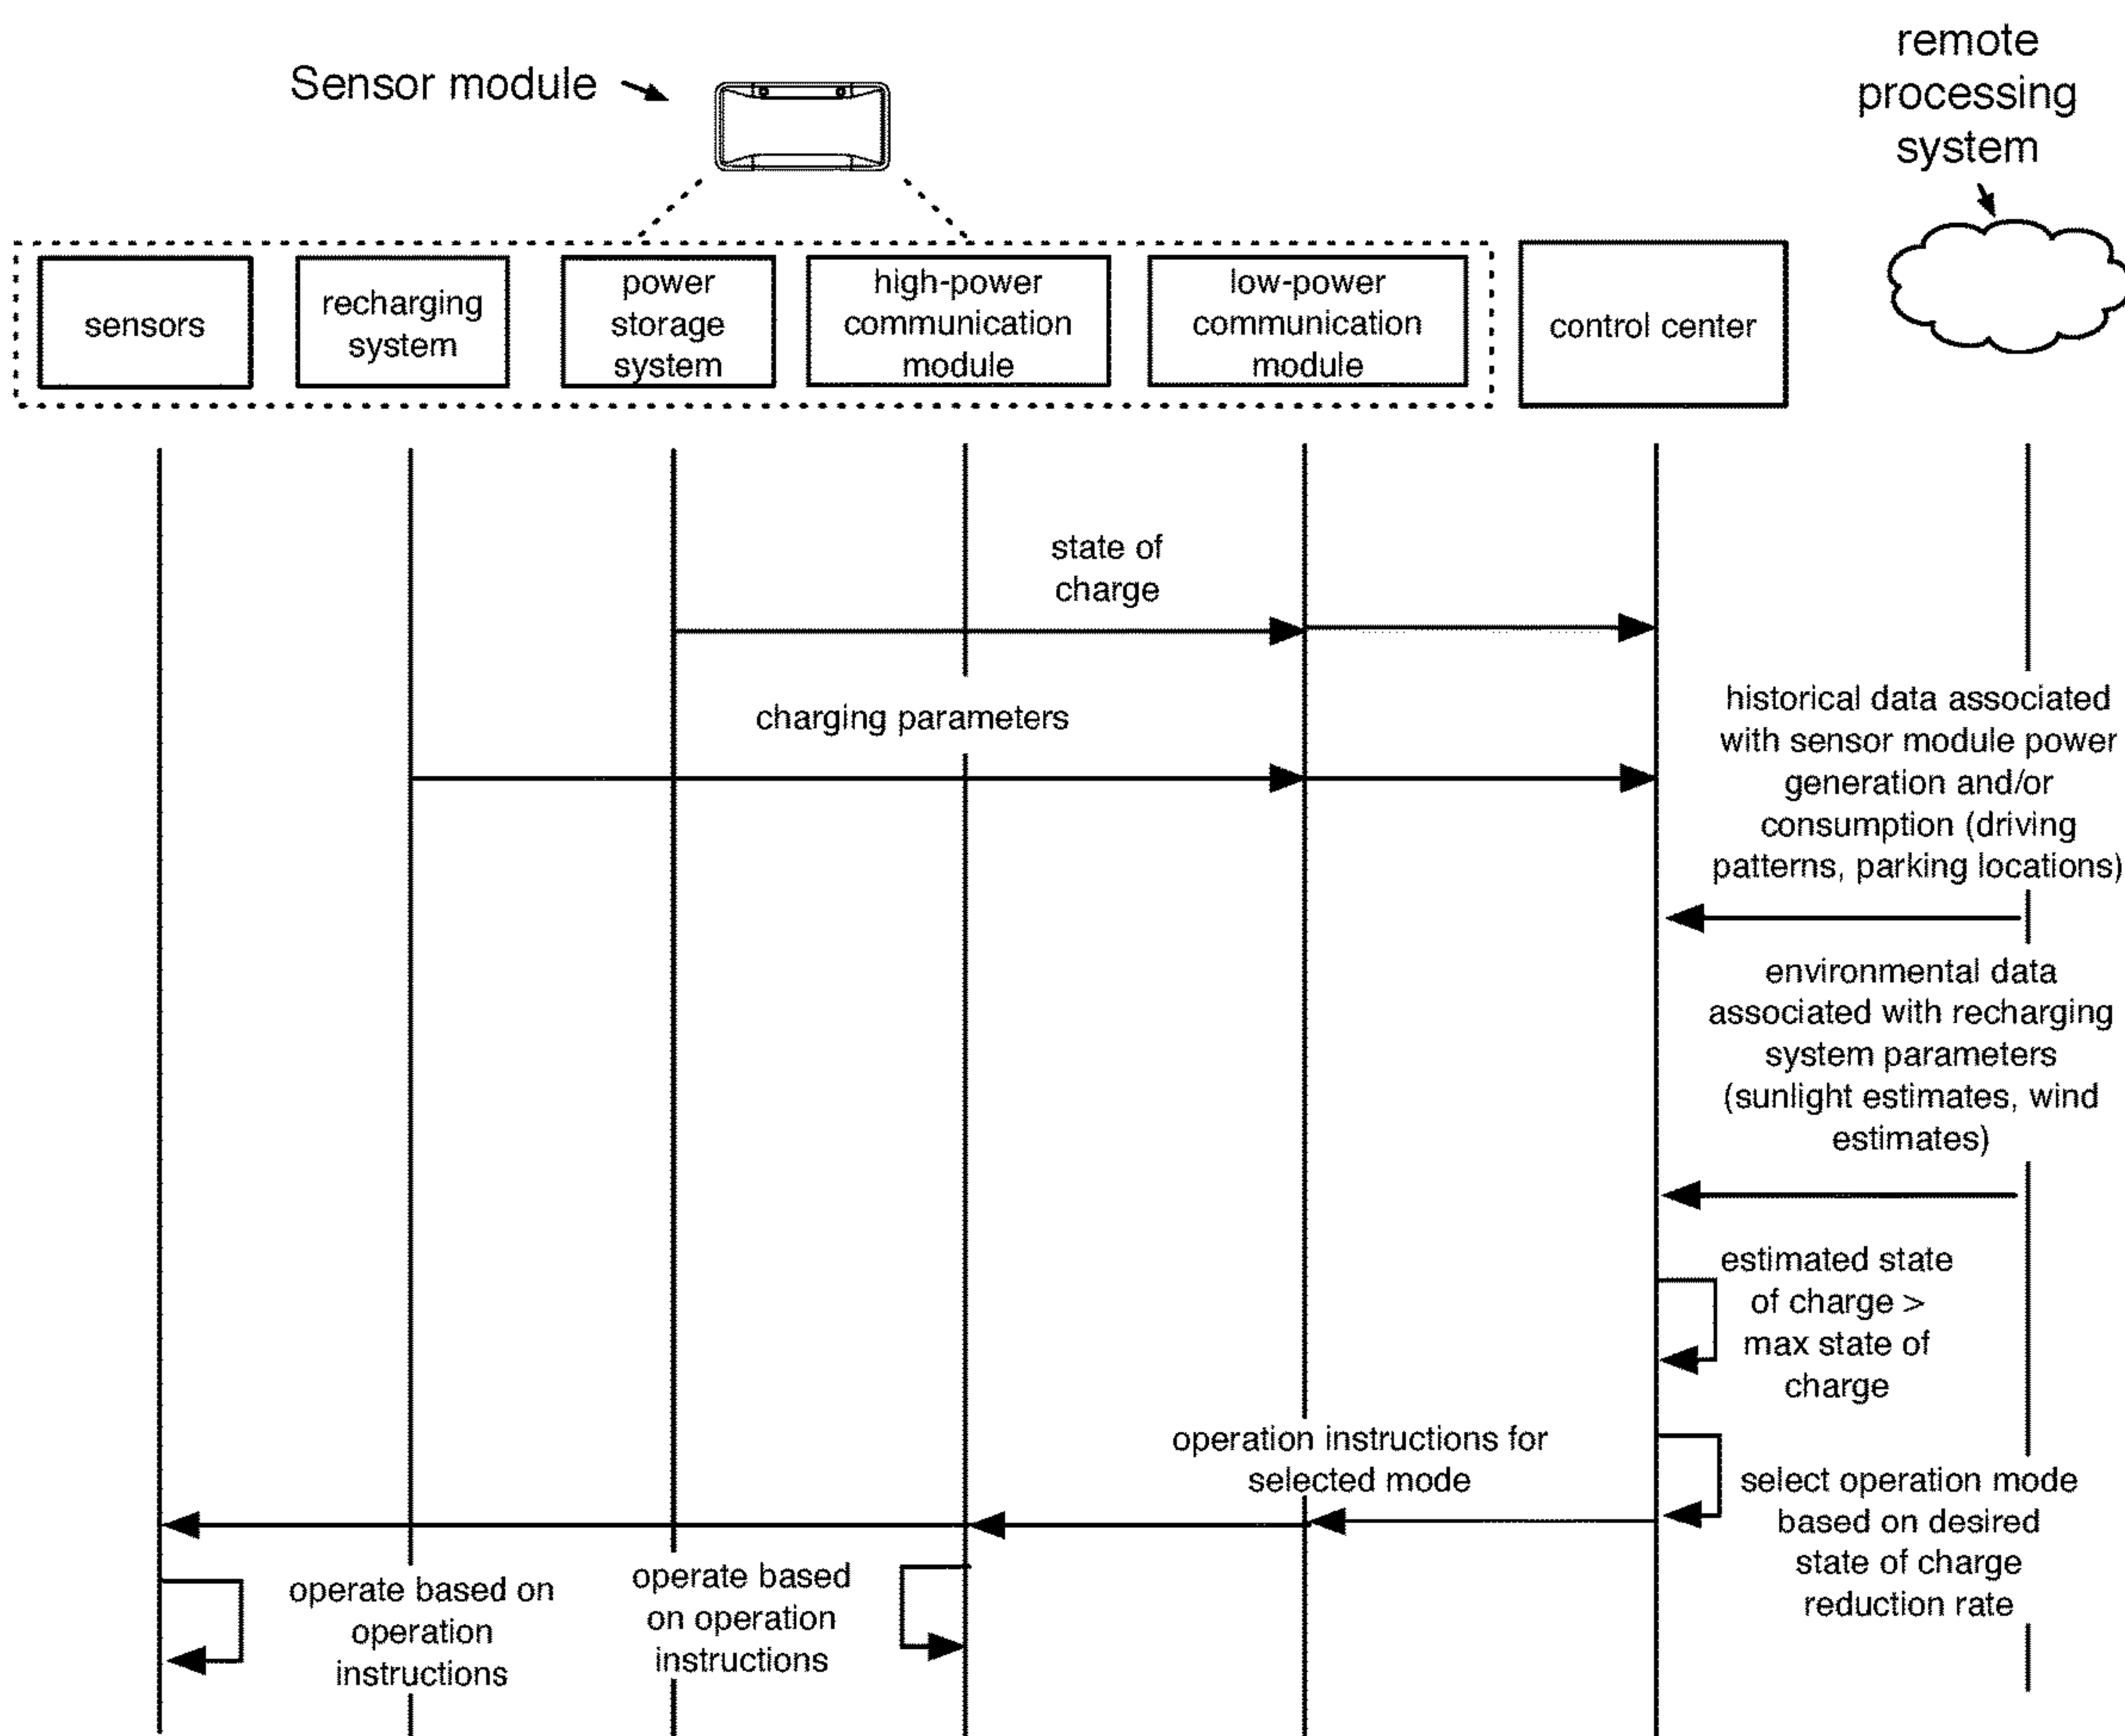 remote
processing
system
Sensor module
sensors
recharging
system
power
storage
system
high-power
communication
module
low-power
communication
module
control center
state of
charge
charging parameters
historical data associated
with sensor module power
generation and/or
consumption (driving
patterns, parking locations)
environmental data
associated with recharging
system parameters
(sunlight estimates, wind
estimates)
estimated state
of charge >
max state of
charge
operation instructions for
selected mode
select operation mode
based on desired
state of charge
reduction rate
operate based on
operation
instructions
operate based
on operation
instructions